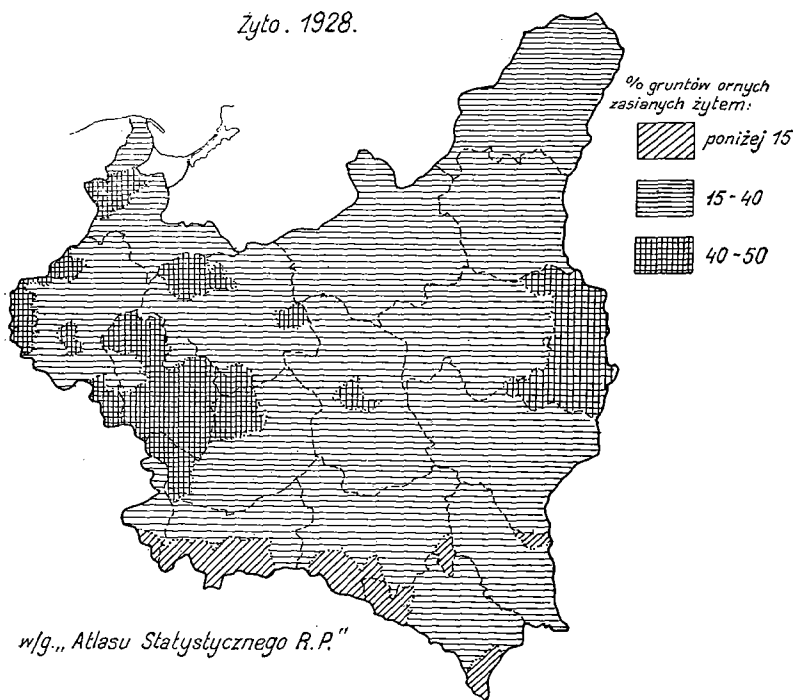 Żyto. 1928.
% gruntów ornych
zasianych żytem:
poniżej 15
15-40
40-50
w/g „Atlasu Statystycznego R.P."